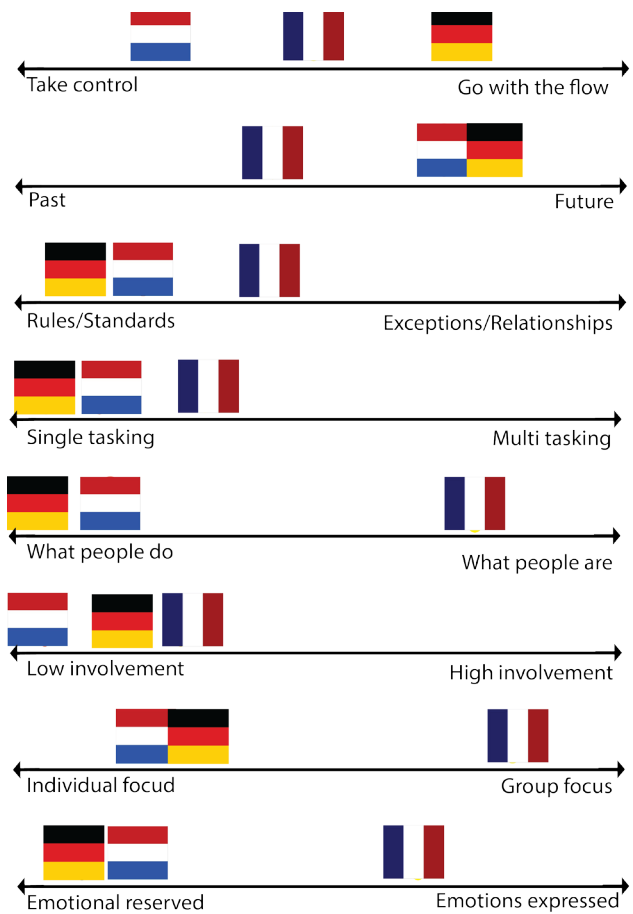 Take control
Go with the flow
Past
Future
Rules/Standards
Exceptions/Relationships
Single tasking
Multi tasking
What people do
What people are
Low involvement
High involvement
Individual focud
Group focus
Emotional reserved
Emotions expressed